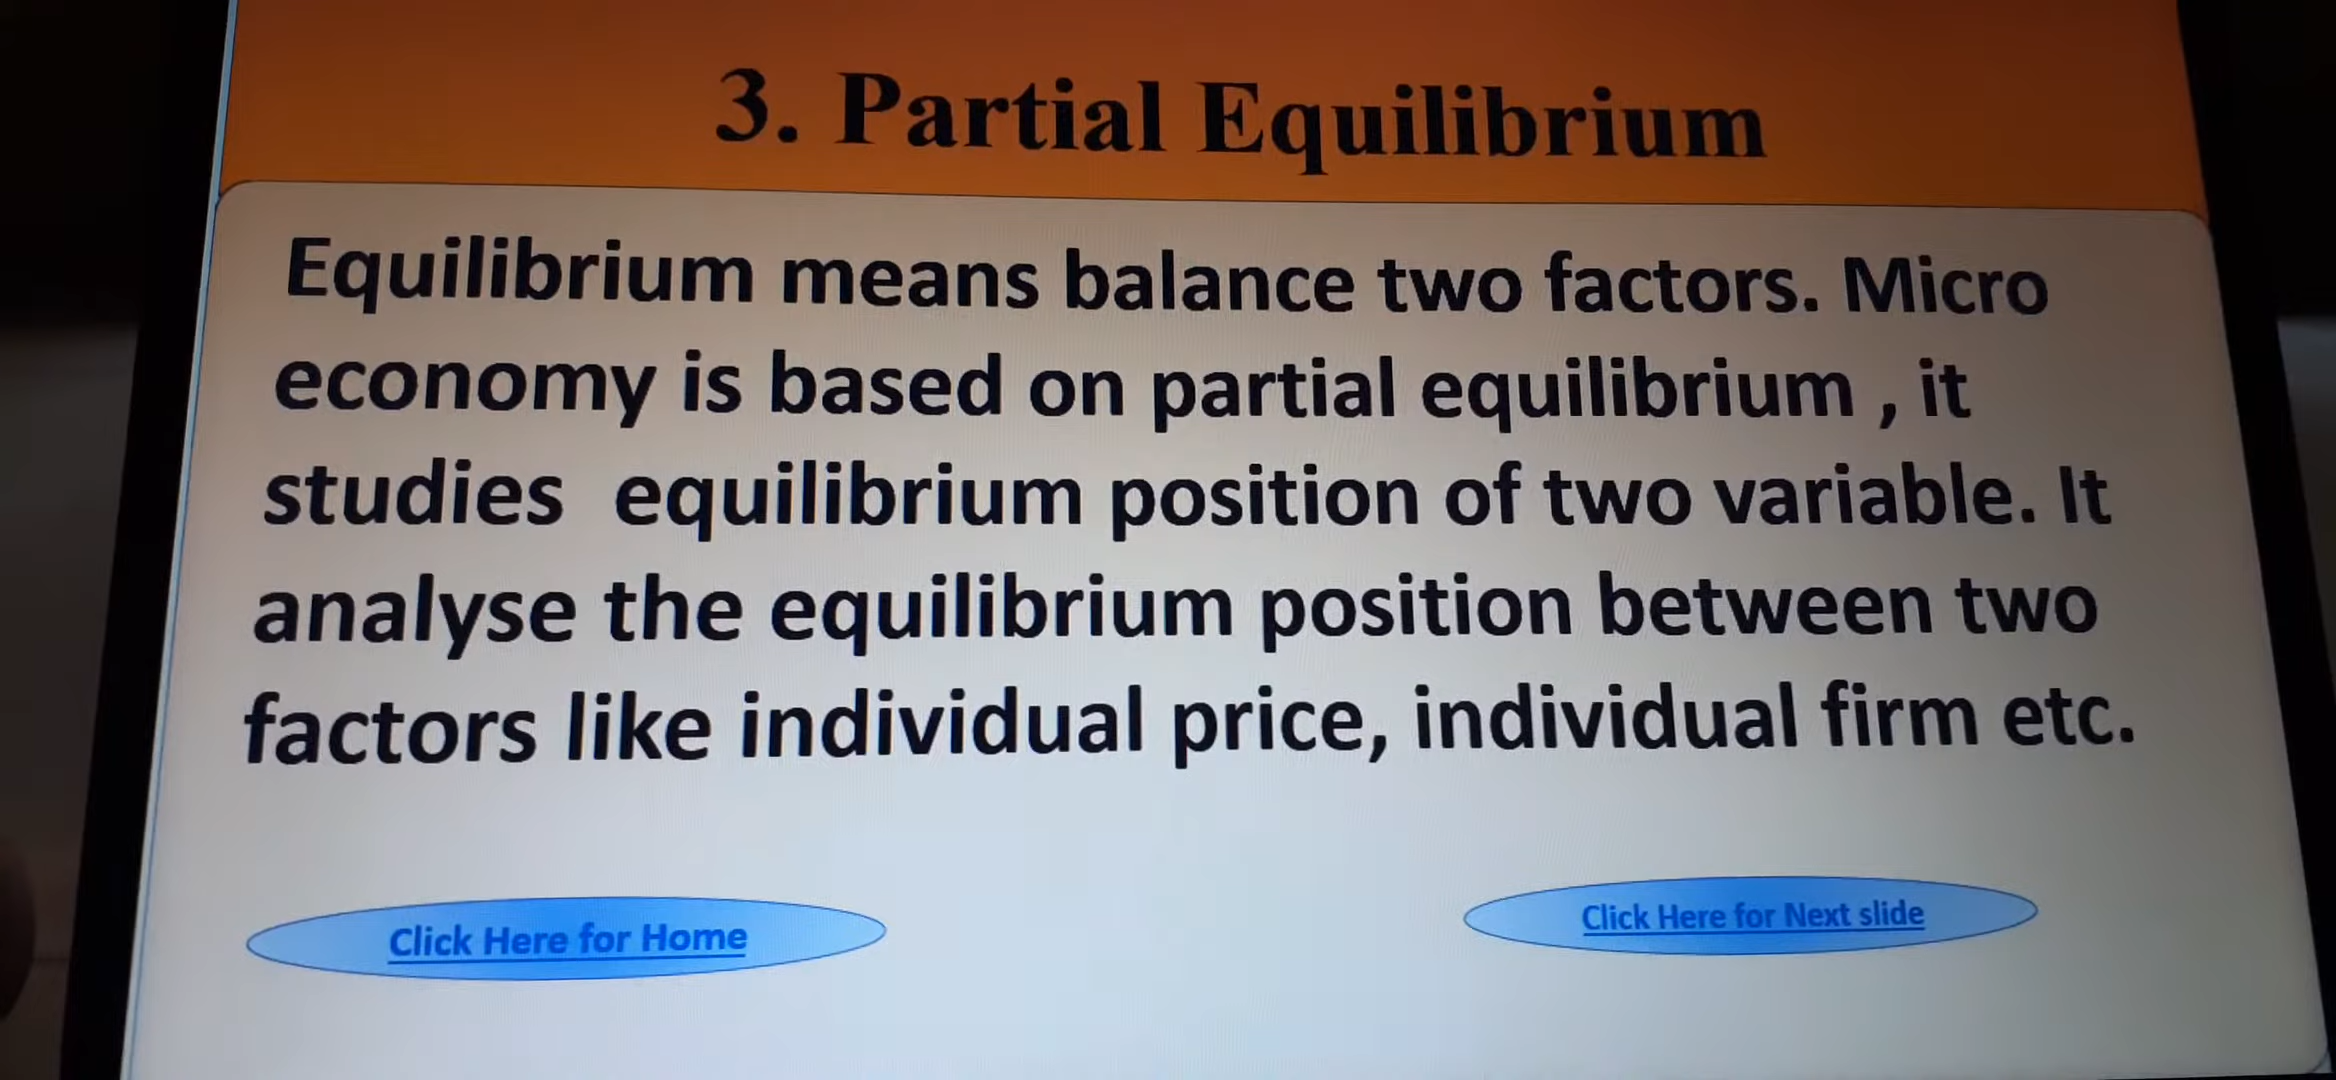 3. Partial Equilibrium
Equilibrium means balance two factors. Micro
economy is based on partial equilibrium , it
studies equilibrium position of two variable. It
analyse the equilibrium position between two
factors like individual price, individual firm etc.
Click Here for Home
Click Here for Next slide